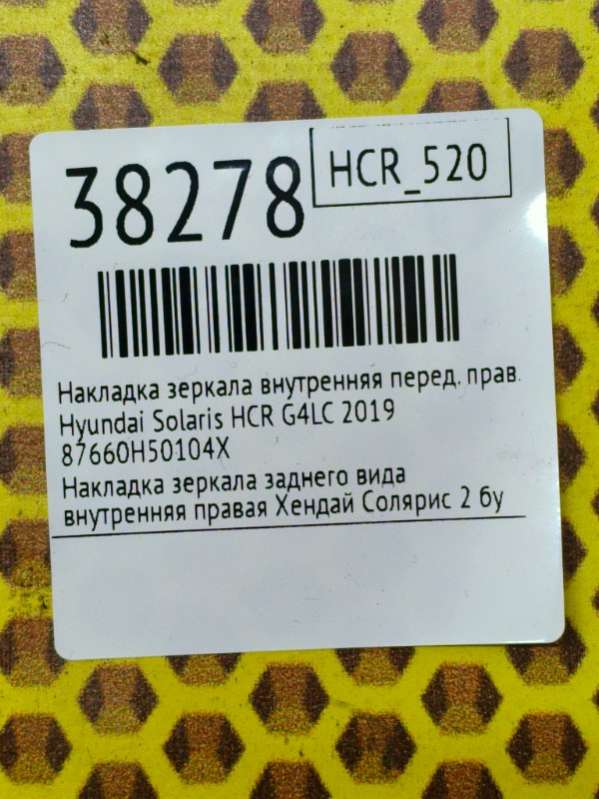 38278
HCR_520
Накладка зеркала внутренняя перед. прав.
Hyundai Solaris HCR G4LC 2019
87660H50104X
Накладка зеркала заднего вида
внутренняя правая Хендай Солярис 2 бу